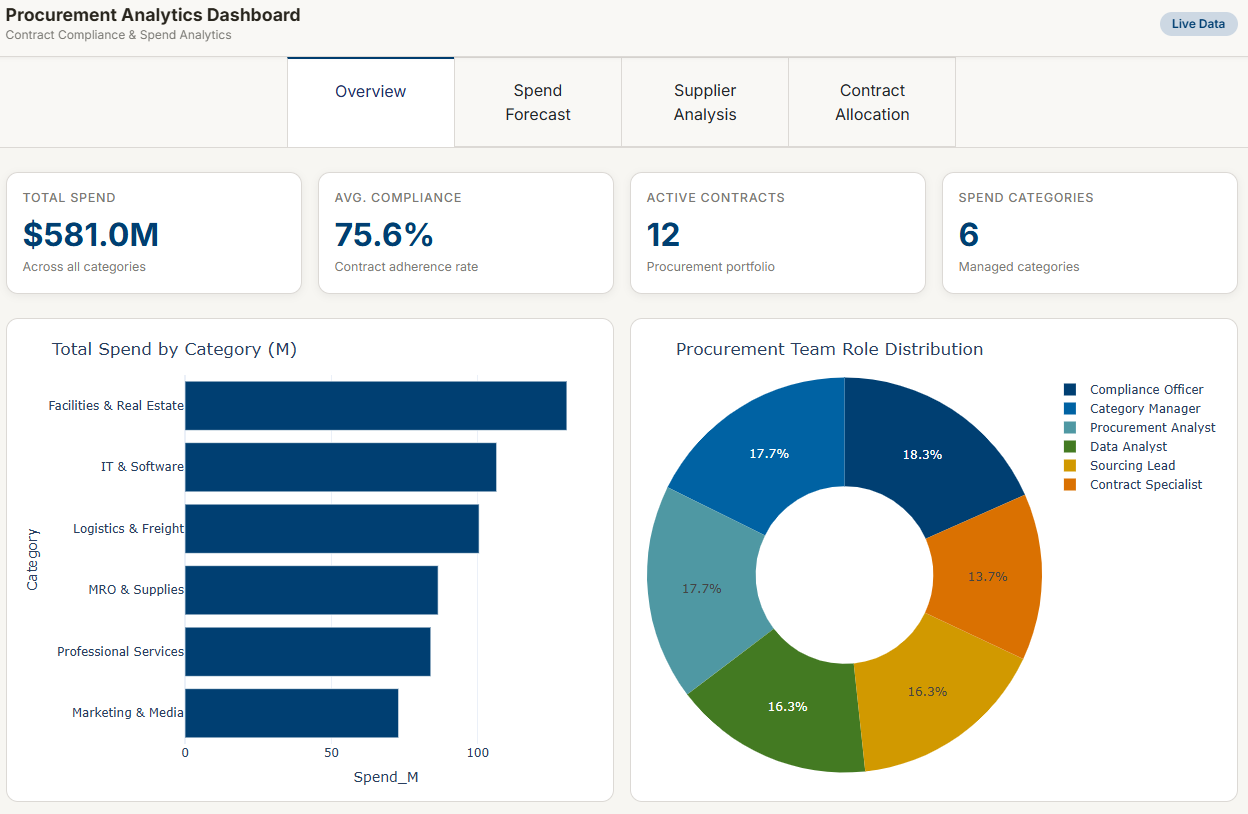 Procurement Analytics Dashboard
Contract Compliance & Spend Analytics
Live Data
Overview
Spend
Forecast
Supplier
Analysis
Contract
Allocation
TOTAL SPEND
$581.0M
Across all categories
AVG. COMPLIANCE
75.6%
Contract adherence rate
ACTIVE CONTRACTS
12
Procurement portfolio
SPEND CATEGORIES
6
Managed categories
Total Spend by Category (M)
Category
Facilities & Real Estate
IT & Software
Logistics & Freight
MRO & Supplies
Professional Services
Marketing & Media
0
50
100
Spend_M
Procurement Team Role Distribution
17.7%
18.3%
17.7%
13.7%
16.3%
16.3%
Compliance Officer
Category Manager
Procurement Analyst
Data Analyst
Sourcing Lead
Contract Specialist